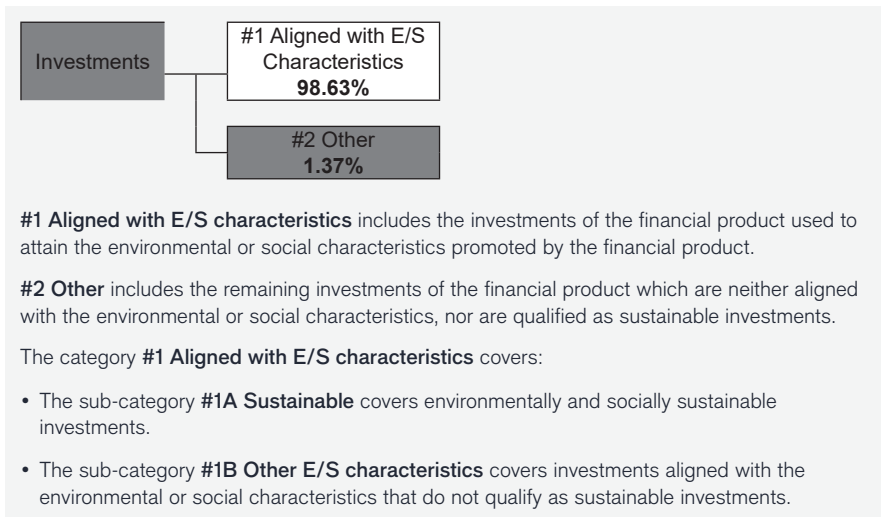 Investments
#1 Aligned with E/S
Characteristics
98.63%
#2 Other
1.37%
#1 Aligned with E/S characteristics includes the investments of the financial product used to
attain the environmental or social characteristics promoted by the financial product.
#2 Other includes the remaining investments of the financial product which are neither aligned
with the environmental or social characteristics, nor are qualified as sustainable investments.
The category #1 Aligned with E/S characteristics covers:
• The sub-category #1A Sustainable covers environmentally and socially sustainable
investments.
• The sub-category #1B Other E/S characteristics covers investments aligned with the
environmental or social characteristics that do not qualify as sustainable investments.